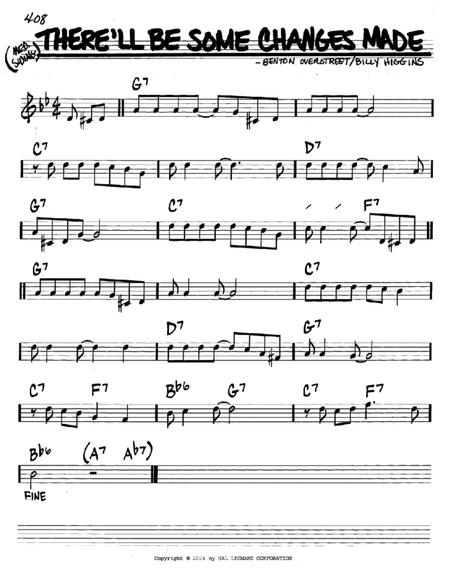 408
(MED. SWING)
THERE'LL BE SOME CHANGES MADE
- BENTON OVERSTREET/BILLY HIGGINS
G7
C7 D7
G7 C7 F7
G7 C7
D7 G7
C7 F7 Bb6 G7 C7 F7
Bb6 (A7 Ab7)
FINE
Copyright © 2004 by HAL LEONARD CORPORATION